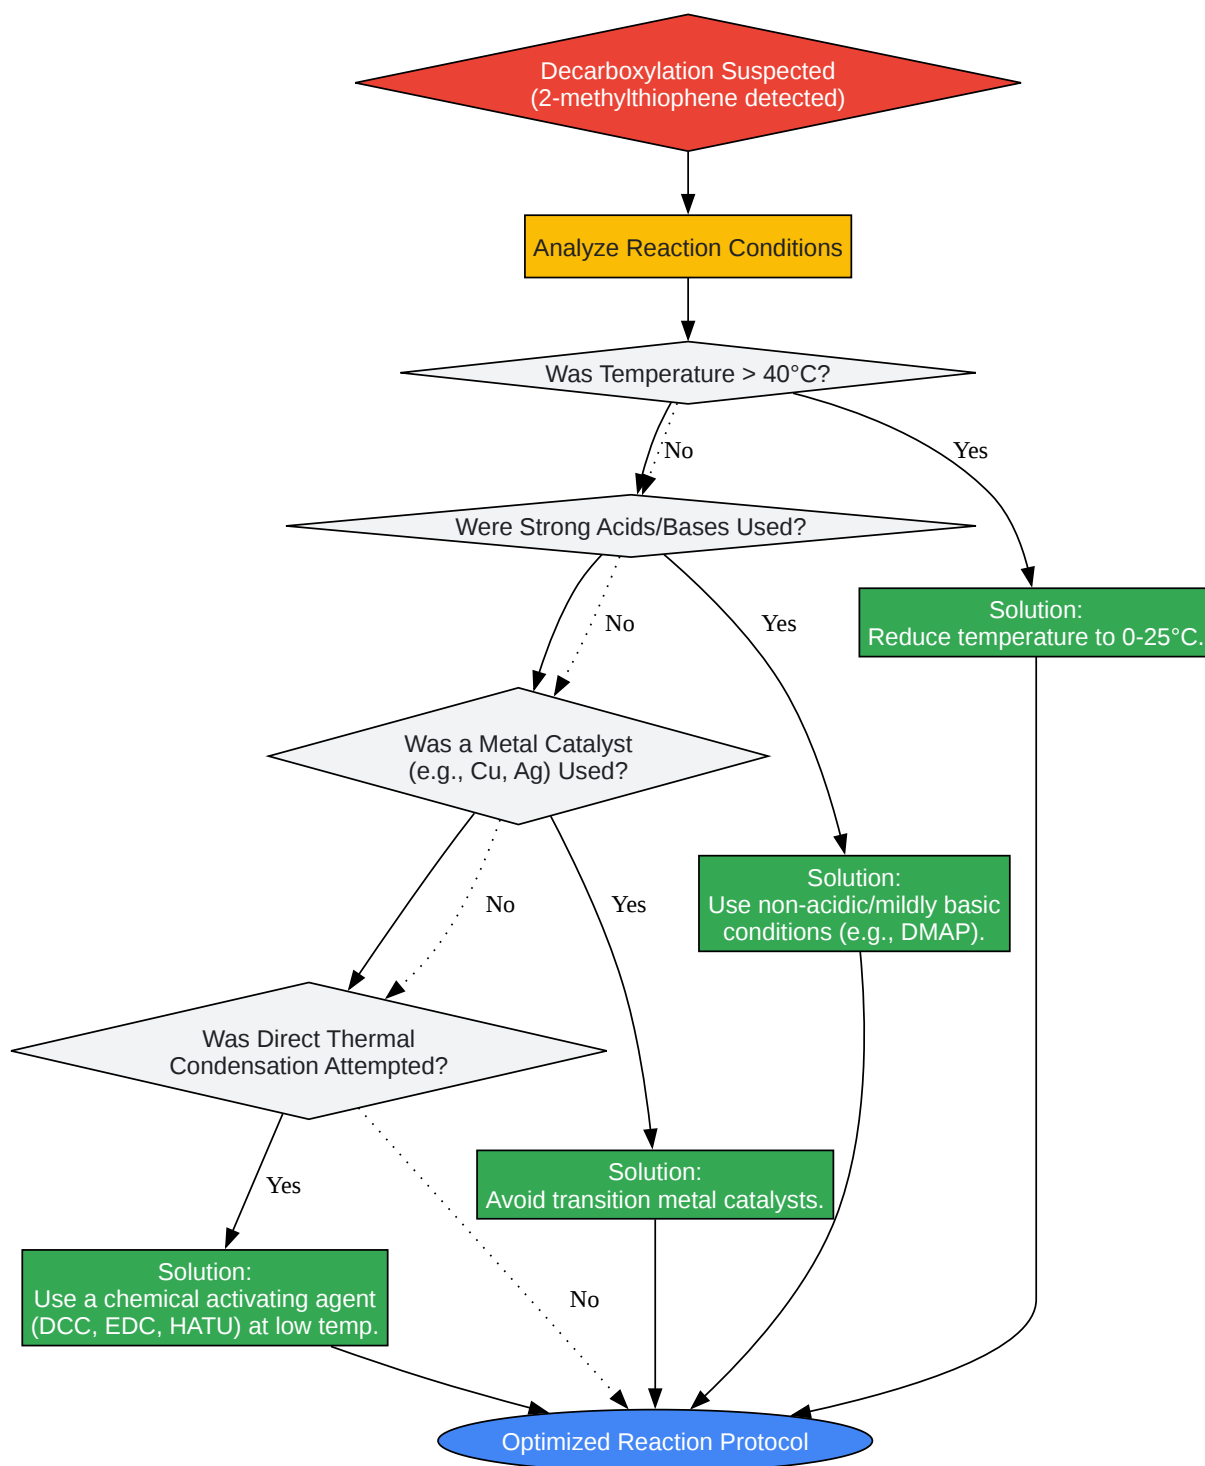 Decarboxylation Suspected
(2-methylthiophene detected)
Analyze Reaction Conditions
Was Temperature > 40°C?
No
Yes
Were Strong Acids/Bases Used?
Solution:
Reduce temperature to 0-25°C.
No
Yes
Was a Metal Catalyst
(e.g., Cu, Ag) Used?
Solution:
Use non-acidic/mildly basic
conditions (e.g., DMAP).
No
Yes
Was Direct Thermal
Condensation Attempted?
Solution:
Avoid transition metal catalysts.
Yes
No
Solution:
Use a chemical activating agent
(DCC, EDC, HATU) at low temp.
Optimized Reaction Protocol